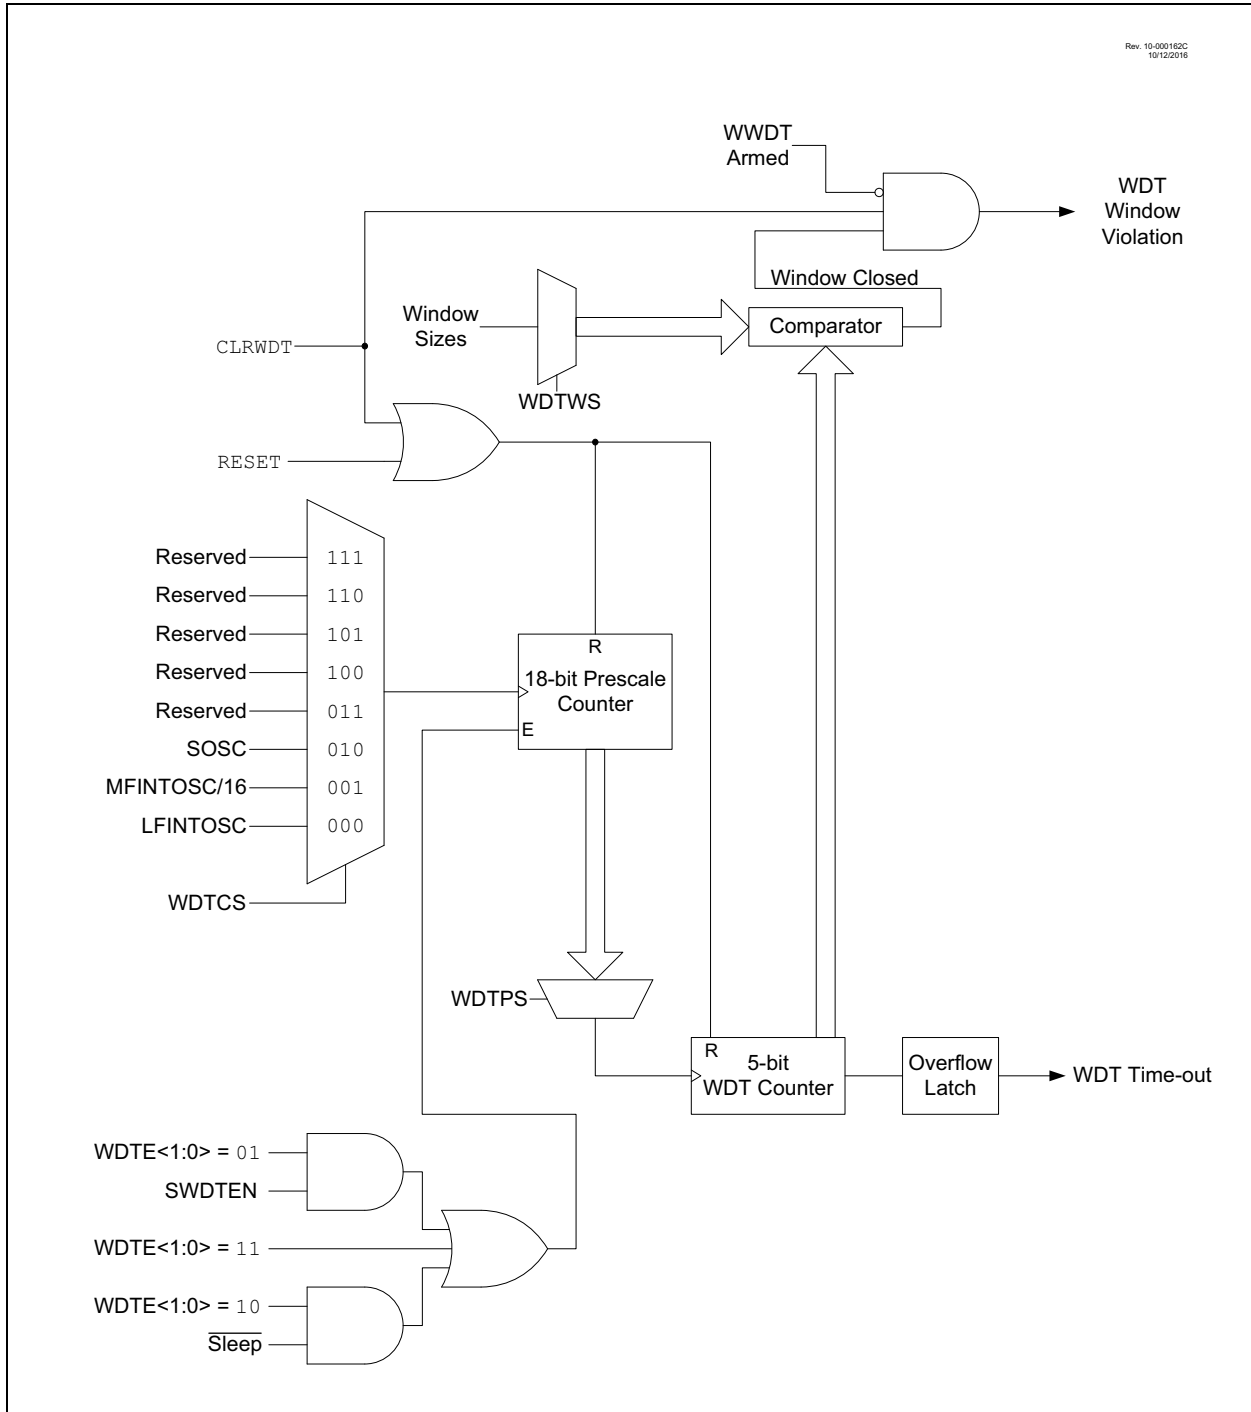 Rev. 10-000162C
10/12/2016
WWDT
Armed
WDT
Window
Violation
Window Closed
Window
Sizes
Comparator
CLRWDT
WDTWS
RESET
Reserved 111
Reserved 110
Reserved 101
Reserved 100
Reserved 011
SOSC 010
MFINTOSC/16 001
LFINTOSC 000
WDTCS
R
18-bit Prescale
Counter
E
WDTPS
R
5-bit
WDT Counter
Overflow
Latch
WDT Time-out
WDTE<1:0> = 01
SWDTEN
WDTE<1:0> = 11
WDTE<1:0> = 10
Sleep